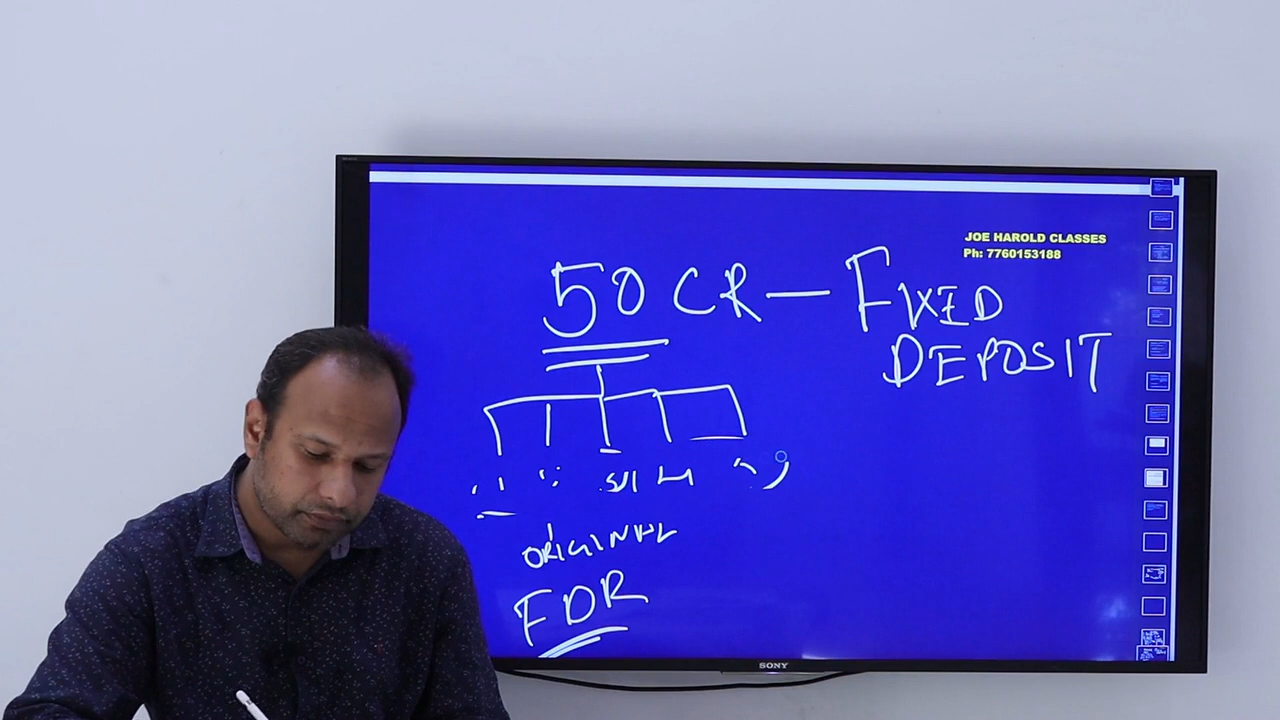 JOE HAROLD CLASSES
Ph: 7760153188
50 CR — FIXED
DEPOSIT
ORIGINAL
FDR
SONY